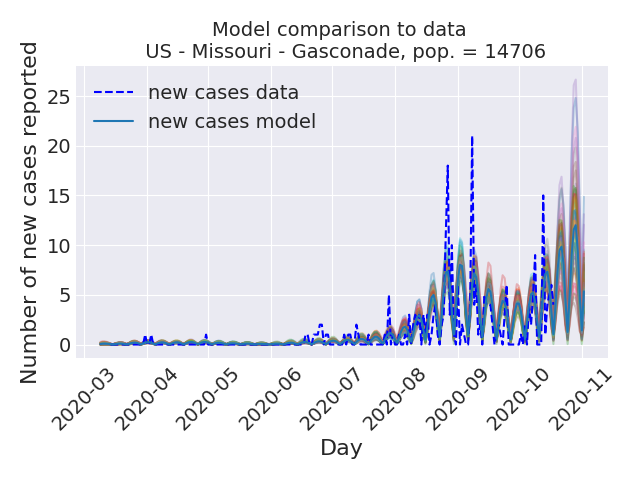 Model comparison to data
US - Missouri - Gasconade, pop. = 14706
new cases data
new cases model
Number of new cases reported
25
20
15
10
5
0
2020-03
2020-04
2020-05
2020-06
2020-07
2020-08
2020-09
2020-10
2020-11
Day